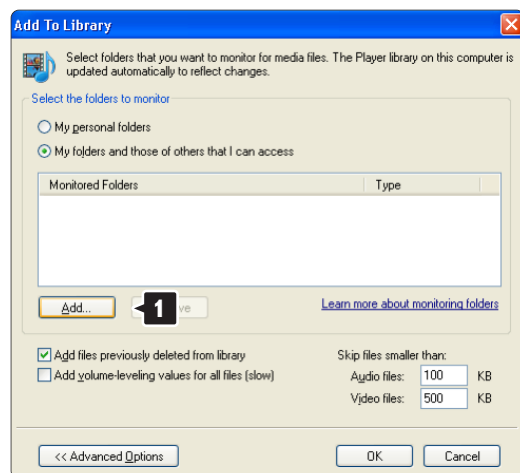 Add To Library
Select folders that you want to monitor for media files. The Player library on this computer is
updated automatically to reflect changes.
Select the folders to monitor
My personal folders
My folders and those of others that I can access
Monitored Folders Type
Add... 1 ve Learn more about monitoring folders
Add files previously deleted from library Skip files smaller than:
Add volume-leveling values for all files (slow) Audio files: 100 KB
Video files: 500 KB
<< Advanced Options OK Cancel